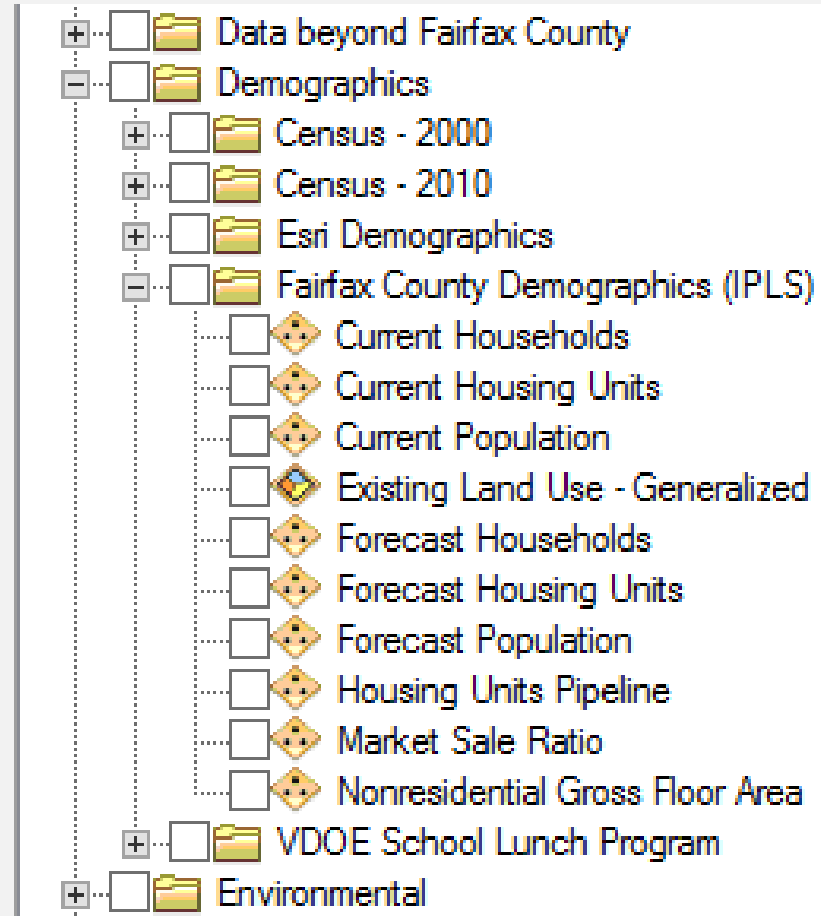 Data beyond Fairfax County
Demographics
Census - 2000
Census - 2010
Esri Demographics
Fairfax County Demographics (IPLS)
Current Households
Current Housing Units
Current Population
Existing Land Use - Generalized
Forecast Households
Forecast Housing Units
Forecast Population
Housing Units Pipeline
Market Sale Ratio
Nonresidential Gross Floor Area
VDOE School Lunch Program
Environmental